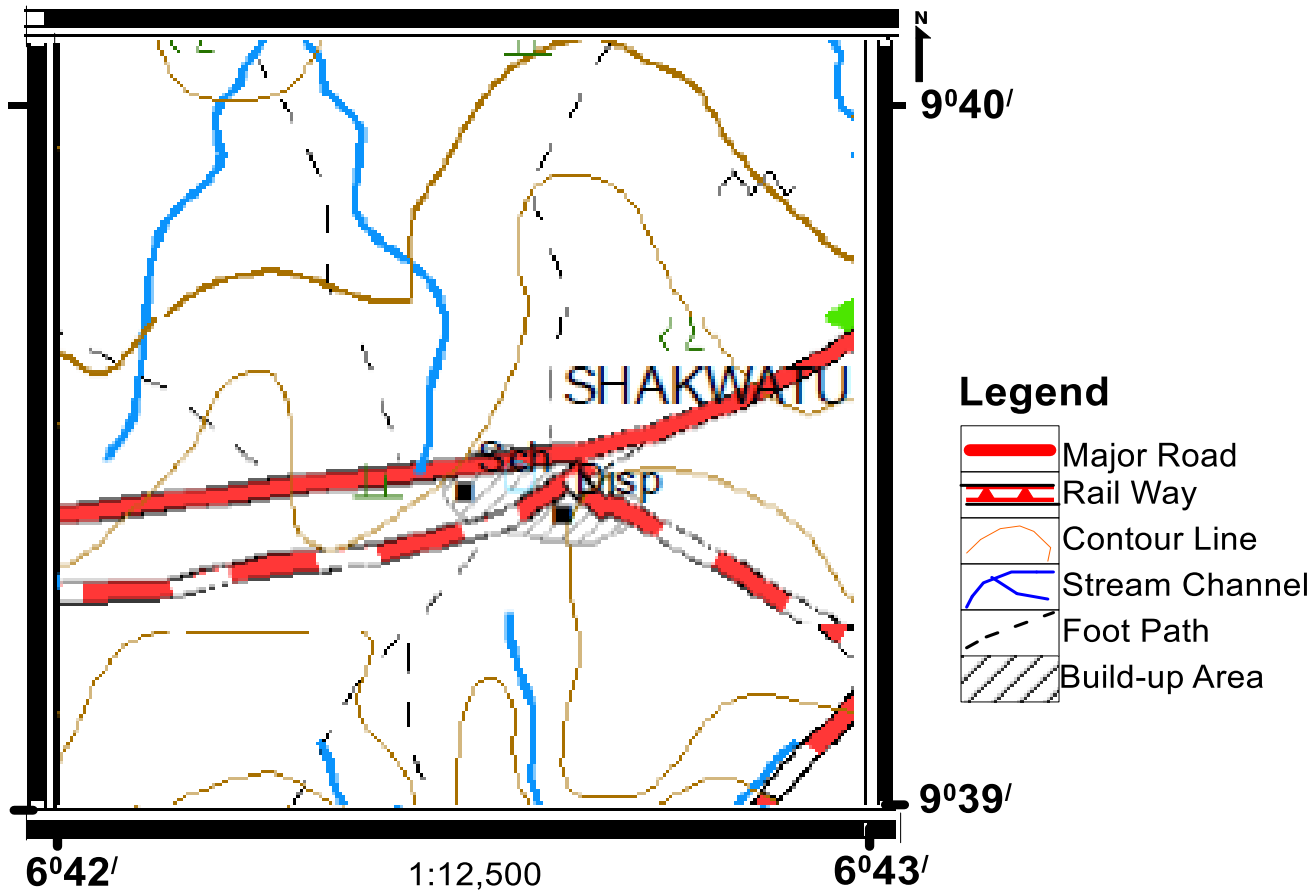 N
9⁰40/
SHAKWATU
Sch
Disp
Legend
Major Road
Rail Way
Contour Line
Stream Channel
Foot Path
Build-up Area
9⁰39/
6⁰42/
1:12,500
6⁰43/